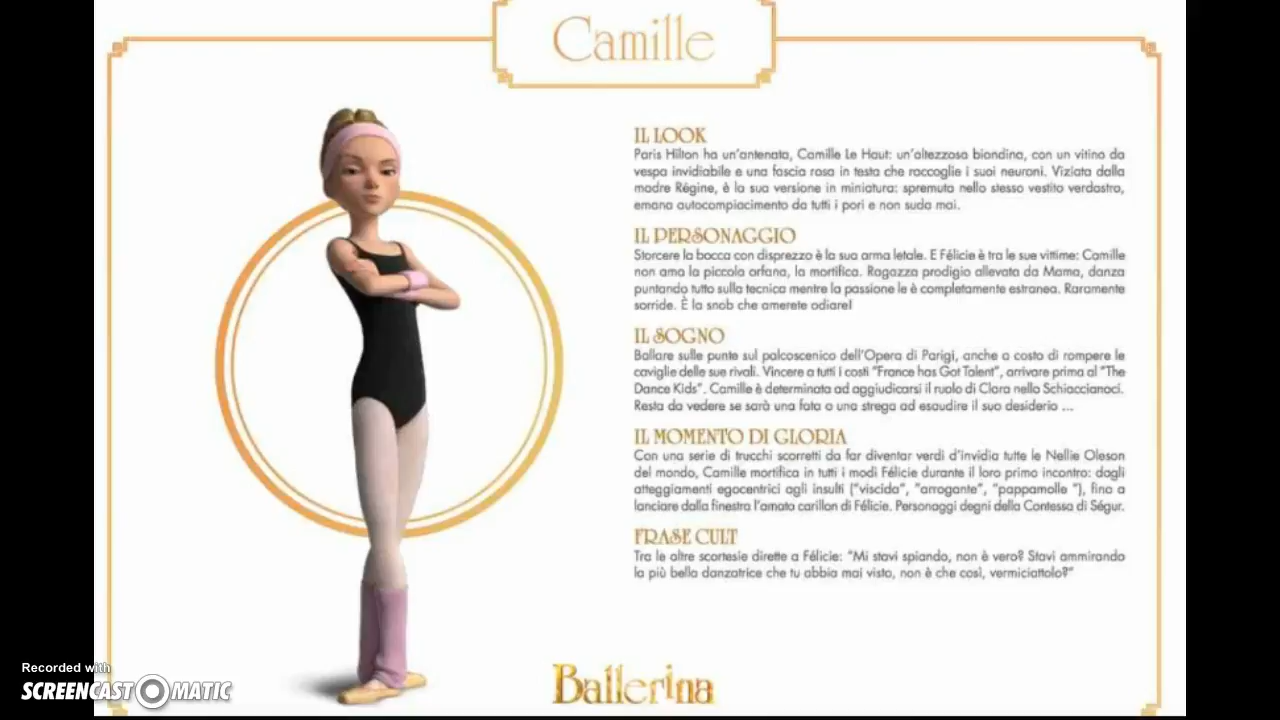 Camille
IL LOOK
Paris Hilton ha un'antenata, Camille Le Haut: un'altezzosa biondina, con un vitino da
vespa invidiabile e una fascia rosa in testa che raccoglie i suoi neuroni. Viziata dalla
madre Régine, è la sua versione in miniatura: spremuta nello stesso vestito verdastro,
emana autocompiacimento da tutti i pori e non suda mai.
IL PERSONAGGIO
Storcere la bocca con disprezzo è la sua arma letale. E Félicie è tra le sue vittime: Camille
non ama la piccola orfana, la mortifica. Ragazza prodigio allevata da Mama, danza
puntando tutto sulla tecnica mentre la passione le è completamente estranea. Raramente
sorride. È la snob che amerete odiare!
IL SOGNO
Ballare sulle punte sul palcoscenico dell'Opera di Parigi, anche a costo di rompere le
caviglie delle sue rivali. Vincere a tutti i costi "France has Got Talent", arrivare prima al "The
Dance Kids". Camille è determinata ad aggiudicarsi il ruolo di Clara nello Schiaccianoci.
Resta da vedere se sarà una fata o una strega ad esaudire il suo desiderio ...
IL MOMENTO DI GLORIA
Con una serie di trucchi scorretti da far diventar verdi d'invidia tutte le Nellie Oleson
del mondo, Camille mortifica in tutti i modi Félicie durante il loro primo incontro: dagli
atteggiamenti egocentrici agli insulti ("viscida", "arrogante", "pappamolle "), fino a
lanciare dalla finestra l'amato carillon di Félicie. Personaggi degni della Contessa di Ségur.
FRASE CULT
Tra le altre scortesie dirette a Félicie: "Mi stavi spiando, non è vero? Stavi ammirando
la più bella danzatrice che tu abbia mai visto, non è che così, vermiciattolo?"
Ballerina
Recorded with
SCREENCAST-O-MATIC